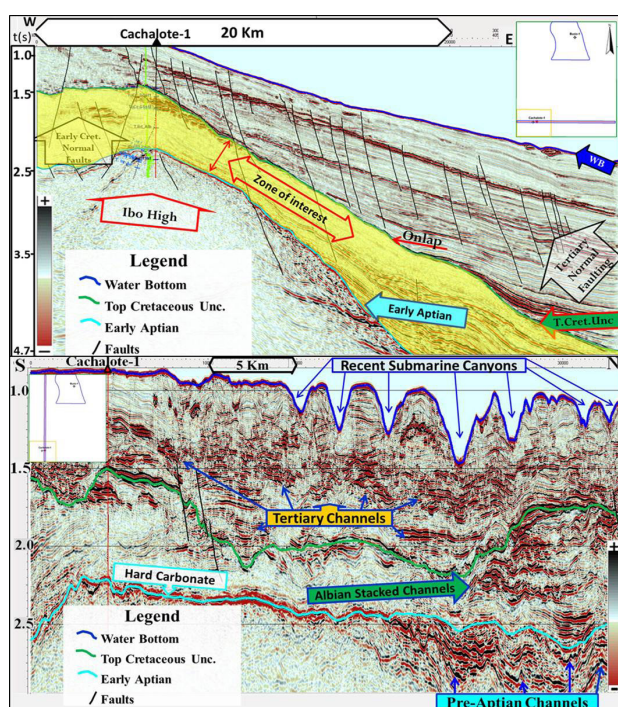 W
t(s)
Cachalote-1
20 Km
E
1.0
1.5
2.5
3.5
4.7
Early Cret.
Normal
Faults
Zone of interest
Ibo High
Onlap
WB
Tertiary
Normal
Faulting
Early Aptian
T.Cret.Unc
+
−
Legend
Water Bottom
Top Cretaceous Unc.
Early Aptian
Faults
S
Cachalote-1
5 Km
N
Recent Submarine Canyons
1.0
1.5
2.0
2.5
Tertiary Channels
Hard Carbonate
Albian Stacked Channels
Pre-Aptian Channels
+
−
Legend
Water Bottom
Top Cretaceous Unc.
Early Aptian
Faults